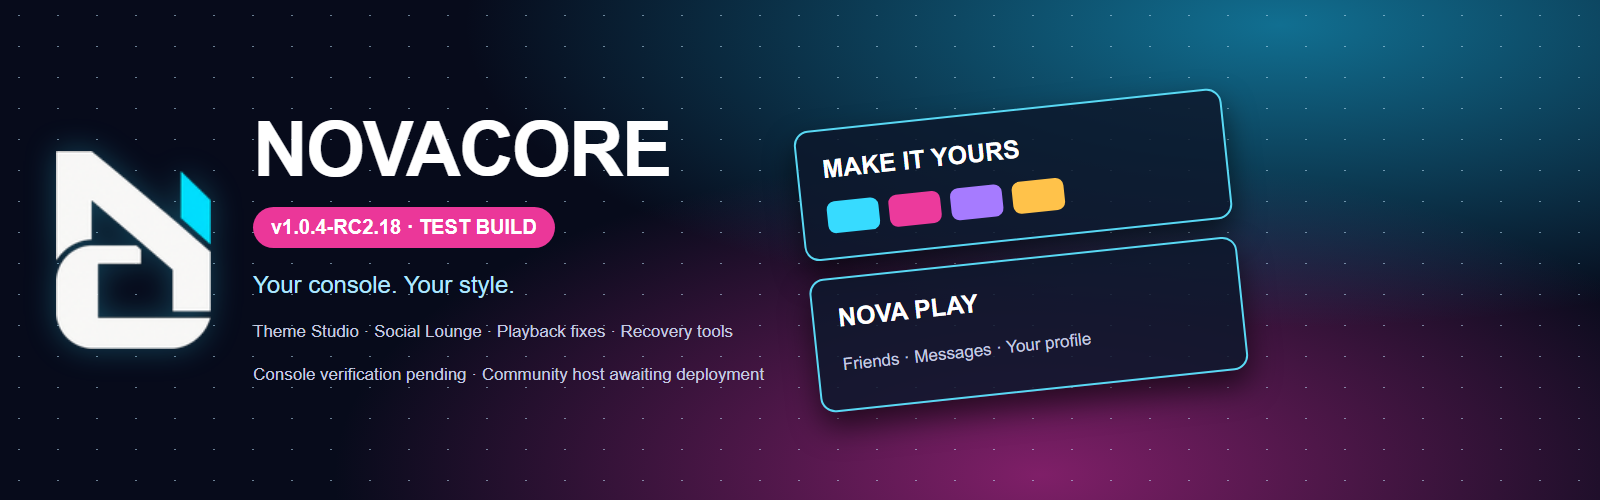 NOVACORE
v1.0.4-RC2.18 · TEST BUILD
Your console. Your style.
Theme Studio · Social Lounge · Playback fixes · Recovery tools
Console verification pending · Community host awaiting deployment
MAKE IT YOURS
NOVA PLAY
Friends · Messages · Your profile